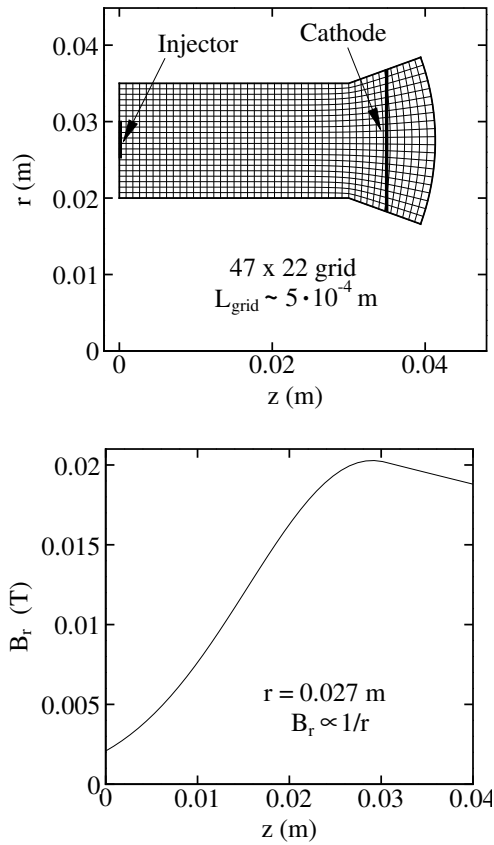 0.04
Injector
Cathode
0.03
r (m)
0.02
47 x 22 grid
0.01
L_grid ~ 5·10^-4 m
0
0
0.02
0.04
z (m)
0.02
0.015
B_r (T)
0.01
0.005
r = 0.027 m
B_r ∝ 1/r
0
0
0.01
0.02
0.03
0.04
z (m)